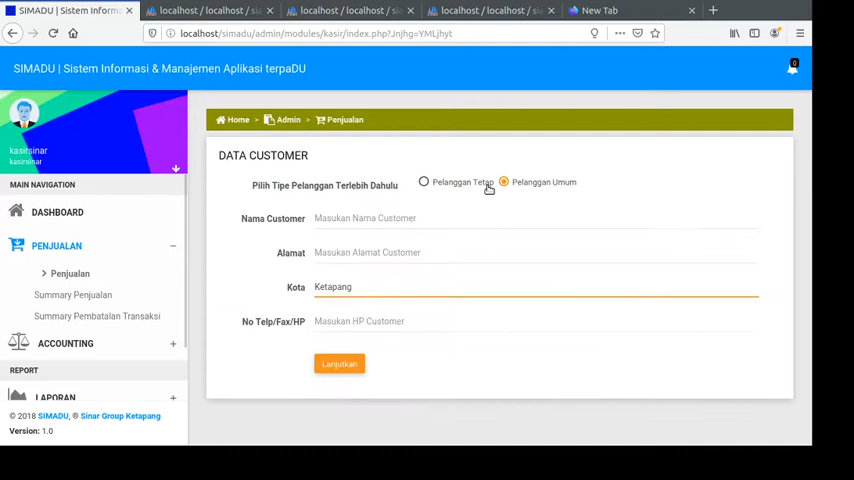 SIMADU | Sistem Informa
localhost / localhost / si
localhost / localhost / si
localhost / localhost / si
New Tab
localhost/simadu/admin/modules/kasir/index.php?Jnjhg=YMLjhyt
SIMADU | Sistem Informasi & Manajemen Aplikasi terpaDU
0
kasirsinar
kasirsinar
MAIN NAVIGATION
DASHBOARD
PENJUALAN
Penjualan
Summary Penjualan
Summary Pembatalan Transaksi
ACCOUNTING
REPORT
LAPORAN
© 2018 SIMADU, ® Sinar Group Ketapang
Version: 1.0
Home > Admin > Penjualan
DATA CUSTOMER
Pilih Tipe Pelanggan Terlebih Dahulu
Pelanggan Tetap
Pelanggan Umum
Nama Customer
Masukan Nama Customer
Alamat
Masukan Alamat Customer
Kota
Ketapang
No Telp/Fax/HP
Masukan HP Customer
Lanjutkan